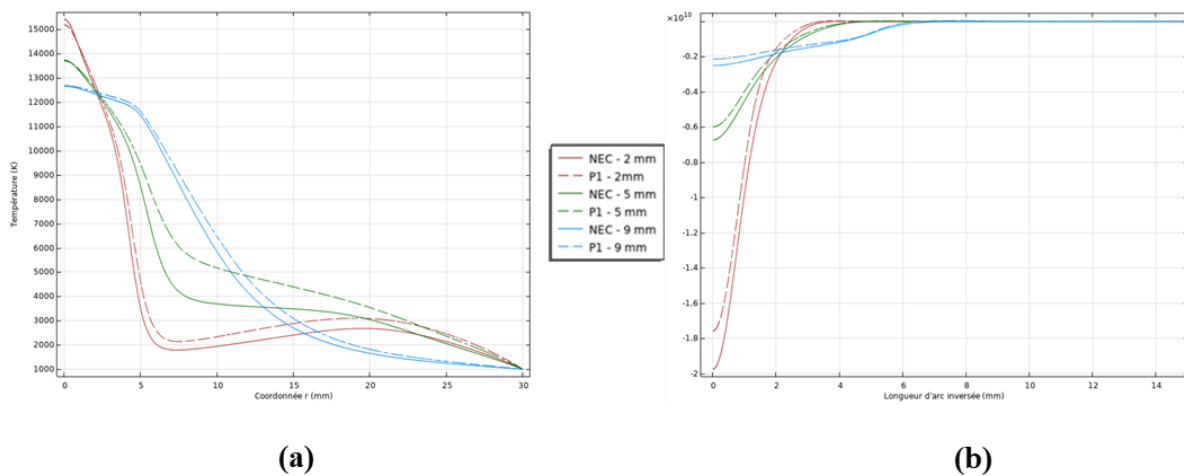 15000
14000
13000
12000
11000
10000
9000
8000
7000
6000
5000
4000
3000
2000
1000
Température (K)
0 5 10 15 20 25 30
Coordonnée r (mm)
NEC - 2 mm
P1 - 2mm
NEC - 5 mm
P1 - 5 mm
NEC - 9 mm
P1 - 9 mm
×10¹⁰
0
-0.2
-0.4
-0.6
-0.8
-1
-1.2
-1.4
-1.6
-1.8
-2
0 2 4 6 8 10 12 14
Longueur d'arc inversée (mm)
(a) (b)